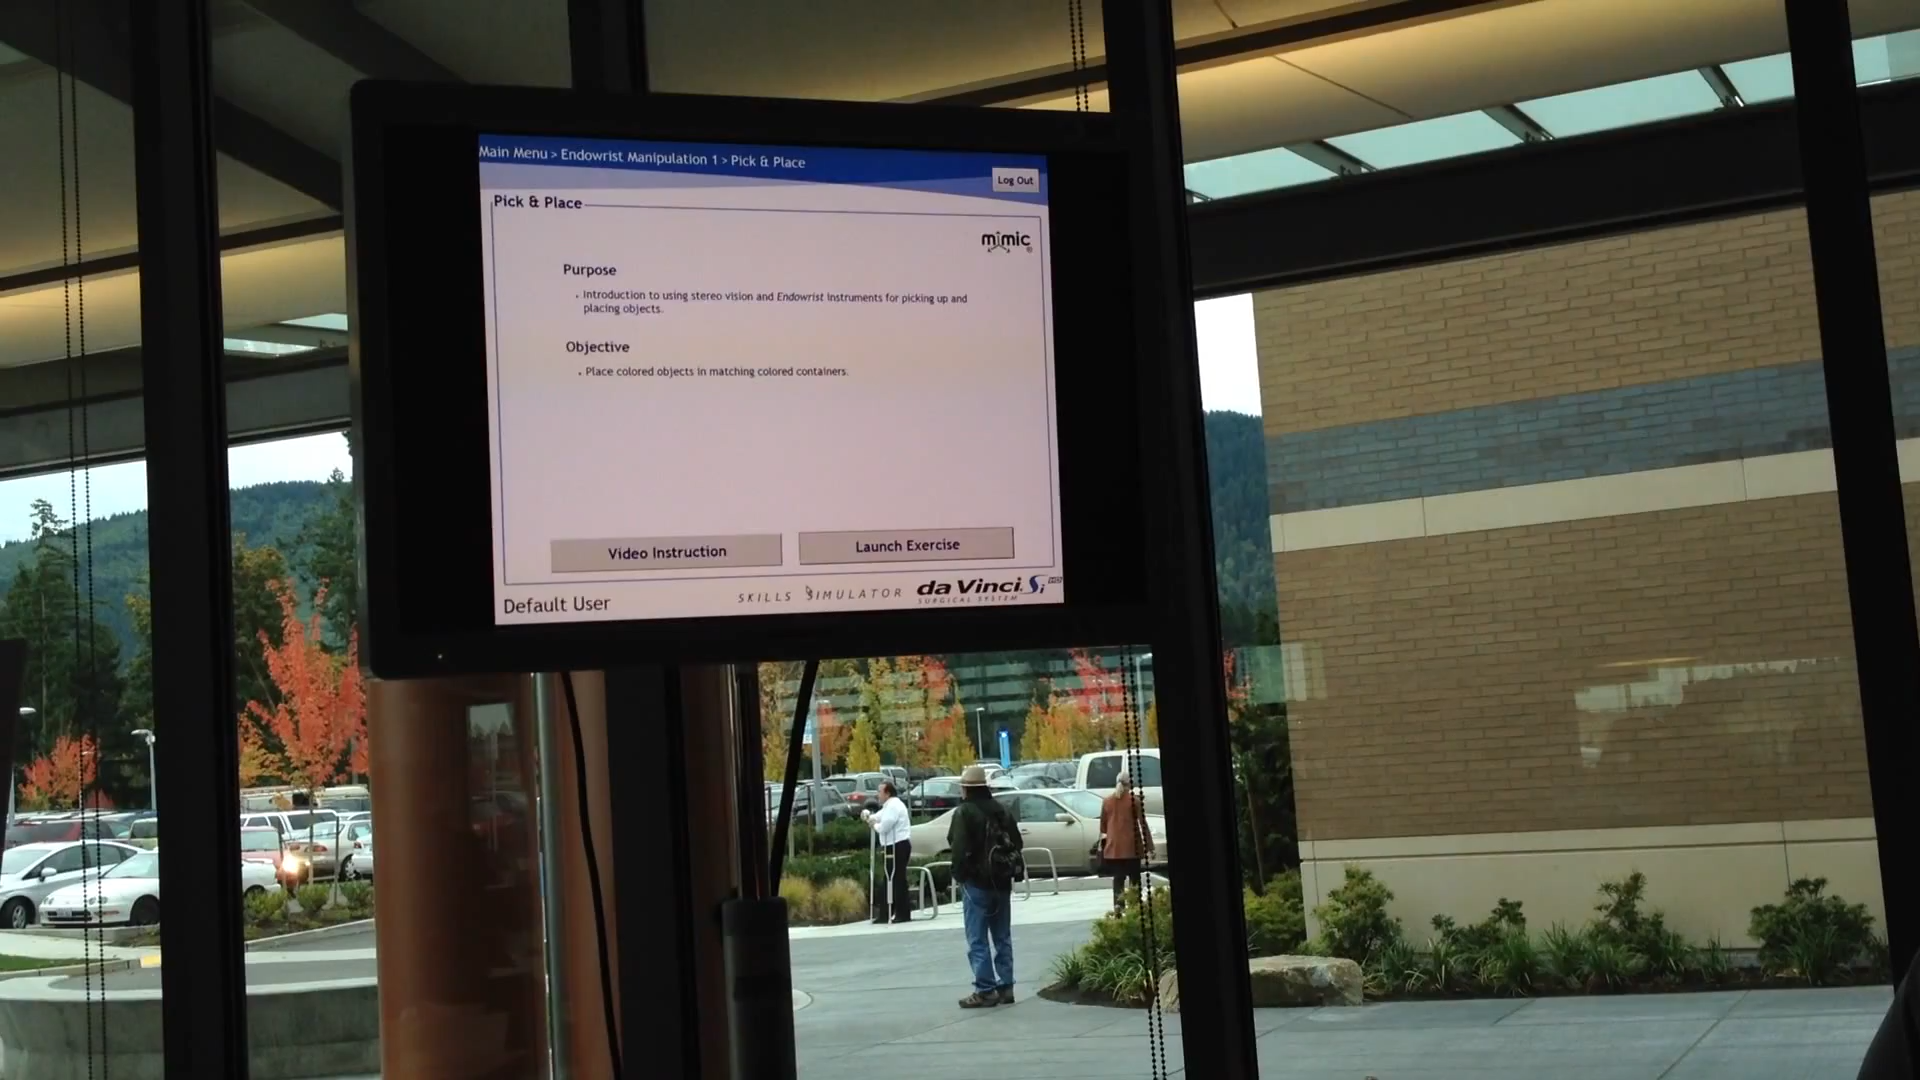 Main Menu > Endowrist Manipulation 1 > Pick & Place
Log Out
Pick & Place
mimic
Purpose
• Introduction to using stereo vision and Endowrist instruments for picking up and
placing objects.
Objective
• Place colored objects in matching colored containers.
Video Instruction
Launch Exercise
Default User
SKILLS SIMULATOR
da Vinci Si
SURGICAL SYSTEM